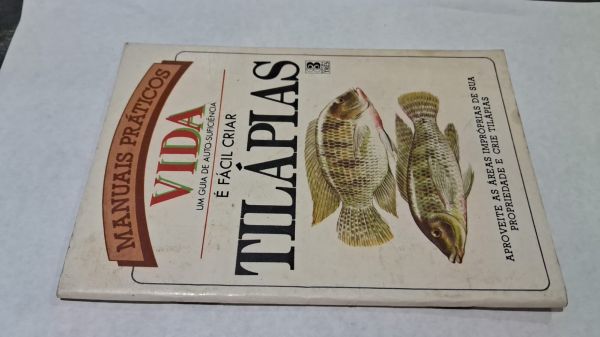 MANUAIS PRÁTICOS
VIDA
UM GUIA DE AUTO-SUFICIÊNCIA
É FÁCIL CRIAR
TILÁPIAS
TRÊS
APROVEITE AS ÁREAS IMPRÓPRIAS DE SUA
PROPRIEDADE E CRIE TILÁPIAS